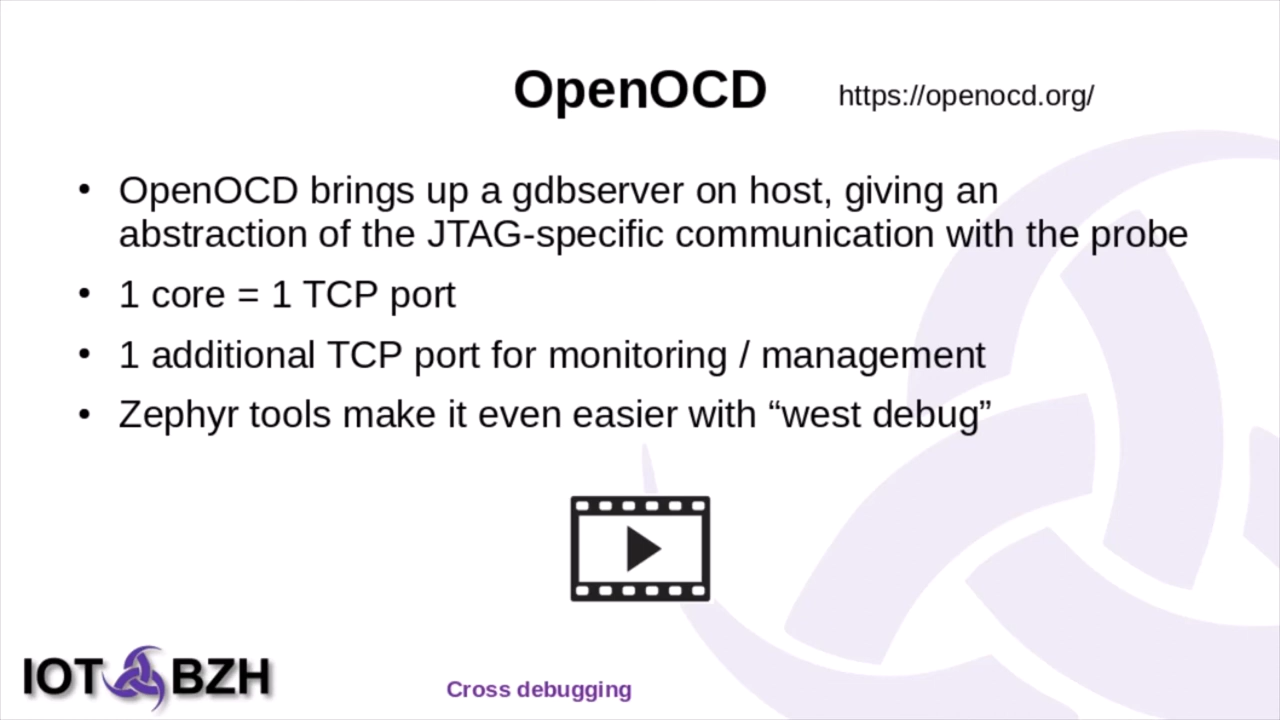 OpenOCD
https://openocd.org/
• OpenOCD brings up a gdbserver on host, giving an
abstraction of the JTAG-specific communication with the probe
• 1 core = 1 TCP port
• 1 additional TCP port for monitoring / management
• Zephyr tools make it even easier with “west debug”
IOT BZH
Cross debugging